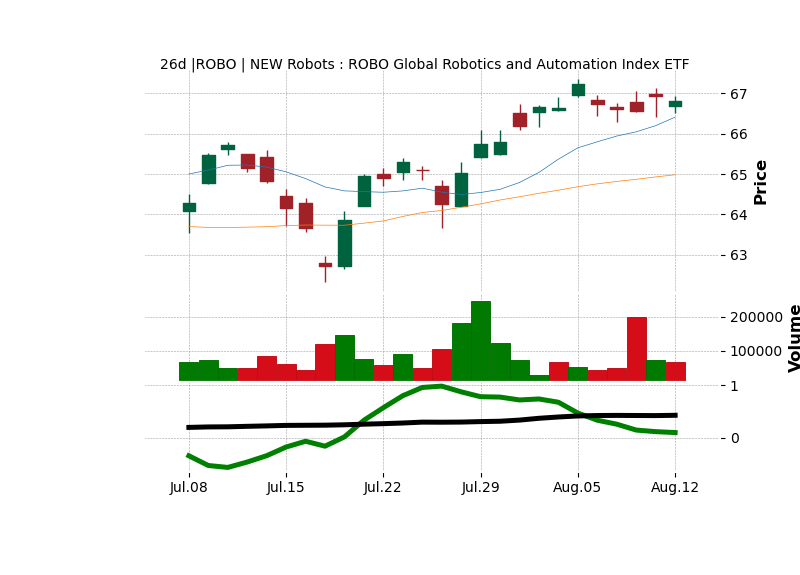 26d |ROBO | NEW Robots : ROBO Global Robotics and Automation Index ETF
67
66
65
64
63
Price
200000
100000
Volume
1
0
Jul.08 Jul.15 Jul.22 Jul.29 Aug.05 Aug.12